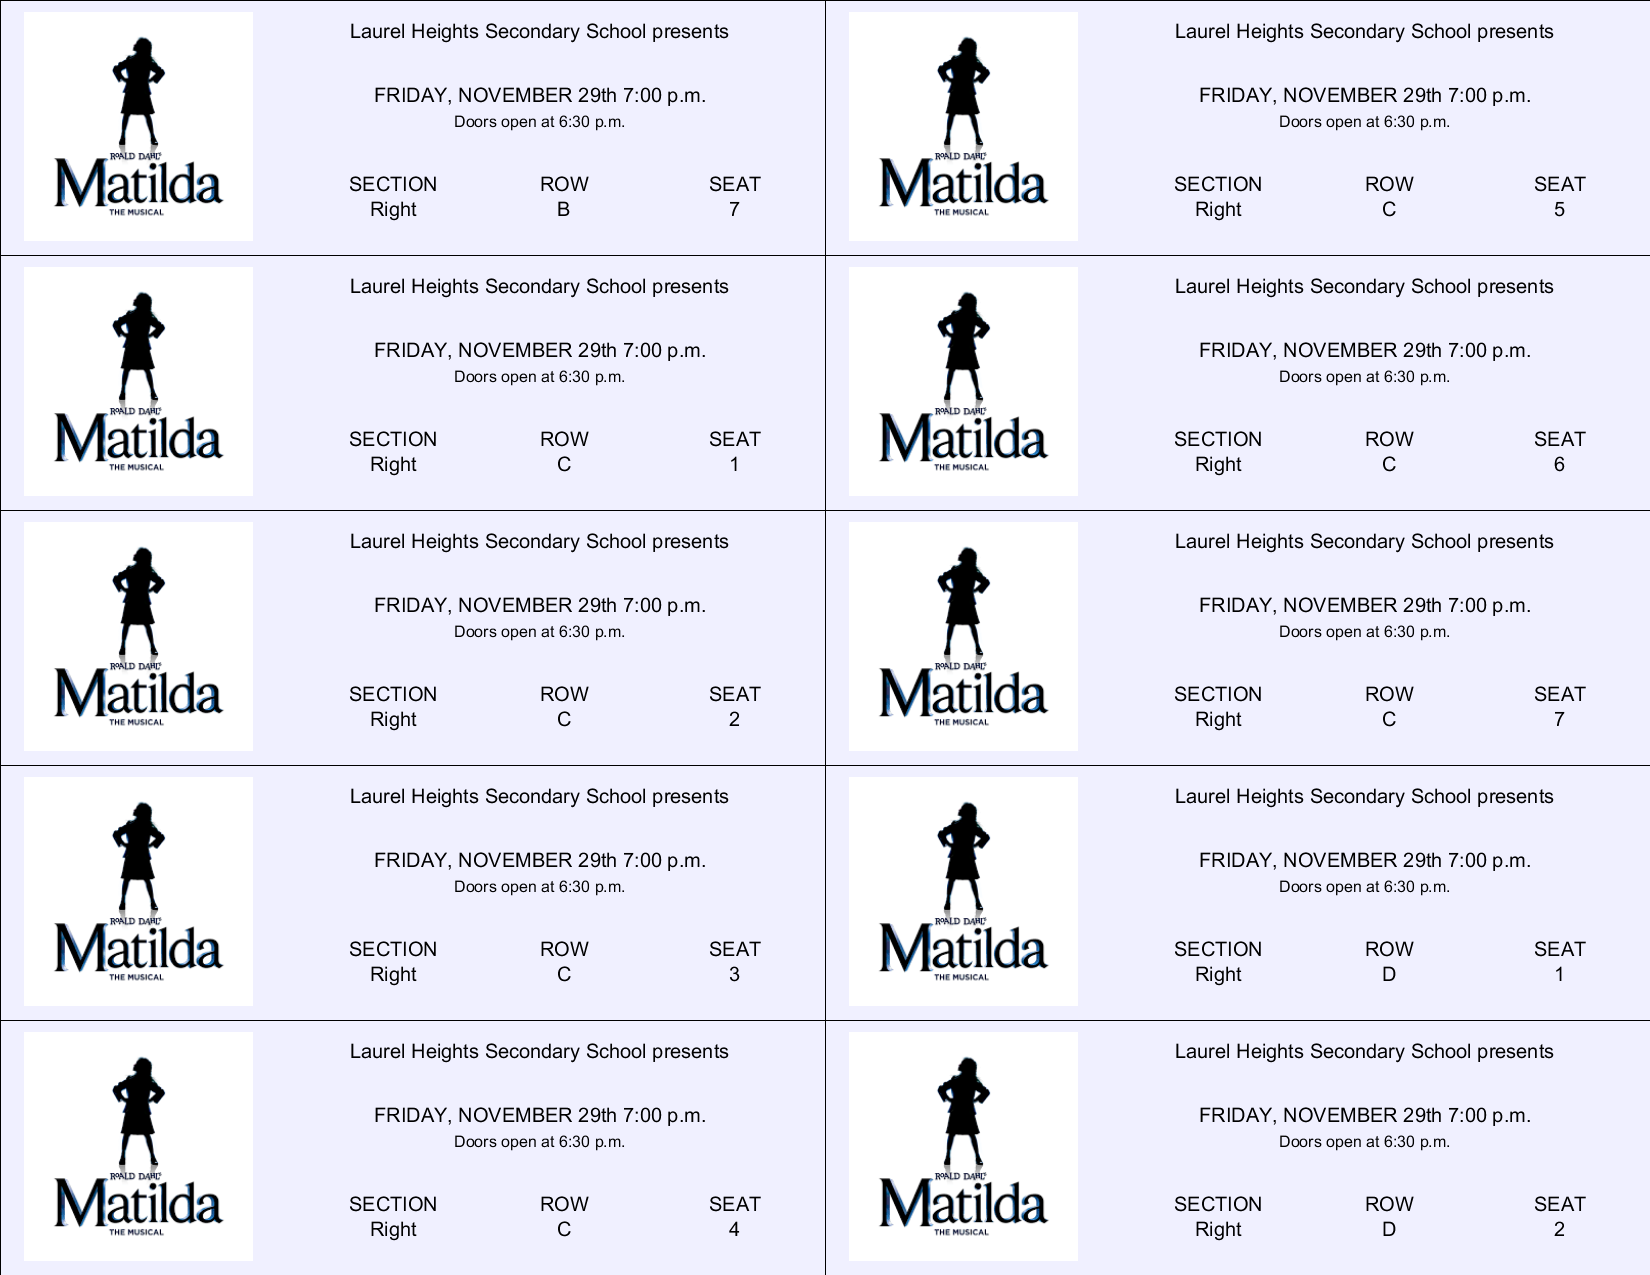 Laurel Heights Secondary School presents
FRIDAY, NOVEMBER 29th 7:00 p.m.
Doors open at 6:30 p.m.
ROALD DAHL'S
Matilda
THE MUSICAL
SECTION ROW SEAT
Right B 7
Laurel Heights Secondary School presents
FRIDAY, NOVEMBER 29th 7:00 p.m.
Doors open at 6:30 p.m.
ROALD DAHL'S
Matilda
THE MUSICAL
SECTION ROW SEAT
Right C 5
Laurel Heights Secondary School presents
FRIDAY, NOVEMBER 29th 7:00 p.m.
Doors open at 6:30 p.m.
ROALD DAHL'S
Matilda
THE MUSICAL
SECTION ROW SEAT
Right C 1
Laurel Heights Secondary School presents
FRIDAY, NOVEMBER 29th 7:00 p.m.
Doors open at 6:30 p.m.
ROALD DAHL'S
Matilda
THE MUSICAL
SECTION ROW SEAT
Right C 6
Laurel Heights Secondary School presents
FRIDAY, NOVEMBER 29th 7:00 p.m.
Doors open at 6:30 p.m.
ROALD DAHL'S
Matilda
THE MUSICAL
SECTION ROW SEAT
Right C 2
Laurel Heights Secondary School presents
FRIDAY, NOVEMBER 29th 7:00 p.m.
Doors open at 6:30 p.m.
ROALD DAHL'S
Matilda
THE MUSICAL
SECTION ROW SEAT
Right C 7
Laurel Heights Secondary School presents
FRIDAY, NOVEMBER 29th 7:00 p.m.
Doors open at 6:30 p.m.
ROALD DAHL'S
Matilda
THE MUSICAL
SECTION ROW SEAT
Right C 3
Laurel Heights Secondary School presents
FRIDAY, NOVEMBER 29th 7:00 p.m.
Doors open at 6:30 p.m.
ROALD DAHL'S
Matilda
THE MUSICAL
SECTION ROW SEAT
Right D 1
Laurel Heights Secondary School presents
FRIDAY, NOVEMBER 29th 7:00 p.m.
Doors open at 6:30 p.m.
ROALD DAHL'S
Matilda
THE MUSICAL
SECTION ROW SEAT
Right C 4
Laurel Heights Secondary School presents
FRIDAY, NOVEMBER 29th 7:00 p.m.
Doors open at 6:30 p.m.
ROALD DAHL'S
Matilda
THE MUSICAL
SECTION ROW SEAT
Right D 2